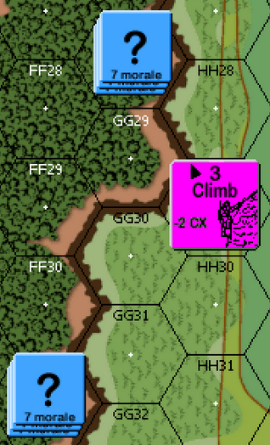 ?
7 morale
FF28
HH28
GG29
3
Climb
-2 CX
FF29
GG30
FF30
HH30
GG31
HH31
?
7 morale
GG32